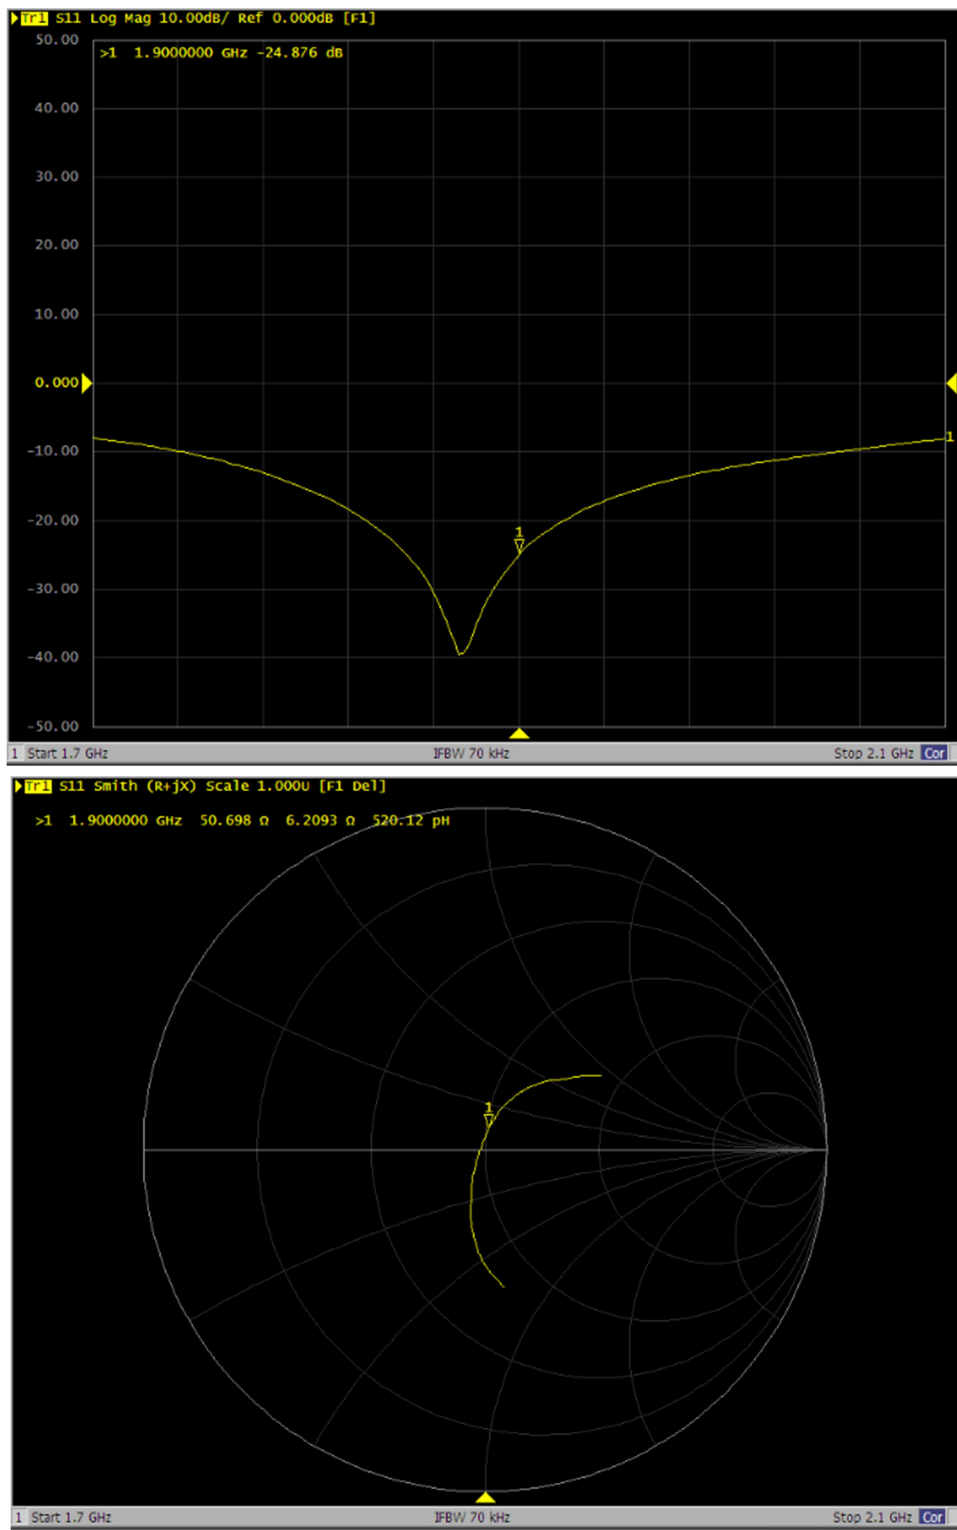 Tr1 S11 Log Mag 10.00dB/ Ref 0.000dB [F1]
50.00
>1 1.9000000 GHz -24.876 dB
40.00
30.00
20.00
10.00
0.000
-10.00
1
-20.00
1
-30.00
-40.00
-50.00
1 Start 1.7 GHz IFBW 70 kHz Stop 2.1 GHz Cor
Tr1 S11 Smith (R+jX) Scale 1.000U [F1 Del]
>1 1.9000000 GHz 50.698 Ω 6.2093 Ω 520.12 pH
1
1 Start 1.7 GHz IFBW 70 kHz Stop 2.1 GHz Cor